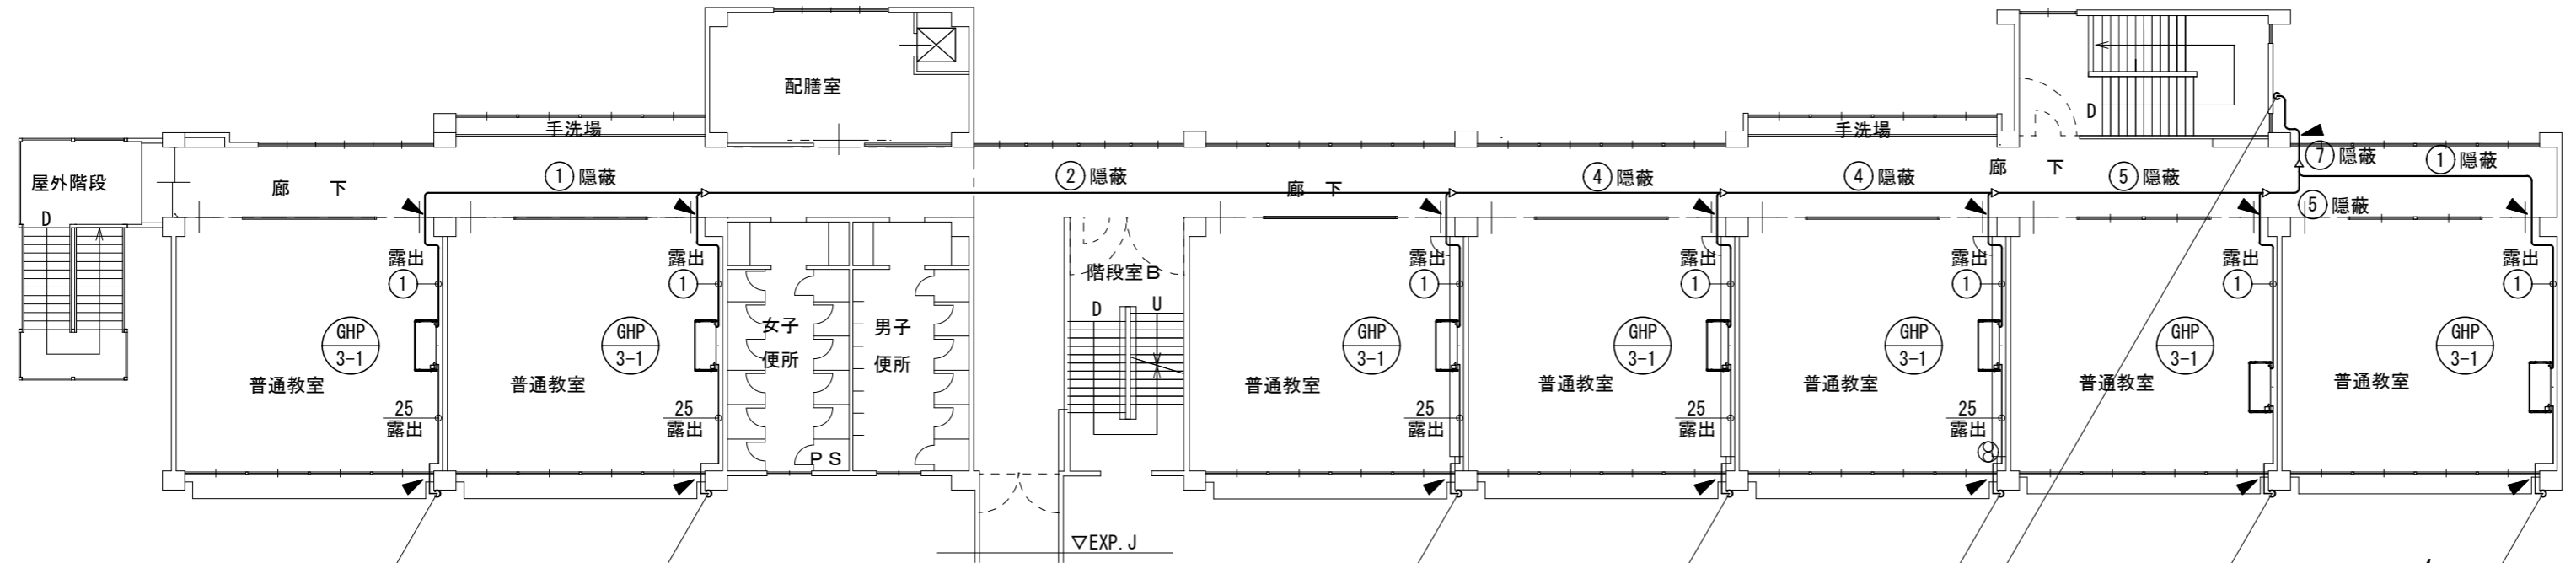 配膳室
D
手洗場
手洗場
屋外階段
D
廊 下
① 隠蔽
② 隠蔽
廊 下
④ 隠蔽
④ 隠蔽
廊 下
⑤ 隠蔽
⑦ 隠蔽
① 隠蔽
⑤ 隠蔽
露出
①
露出
①
階段室B
D
U
露出
①
露出
①
露出
①
露出
①
露出
①
GHP
3-1
GHP
3-1
女子
便所
男子
便所
GHP
3-1
GHP
3-1
GHP
3-1
GHP
3-1
GHP
3-1
普通教室
普通教室
普通教室
普通教室
普通教室
普通教室
普通教室
25
露出
25
露出
25
露出
25
露出
25
露出
PS
▽EXP.J